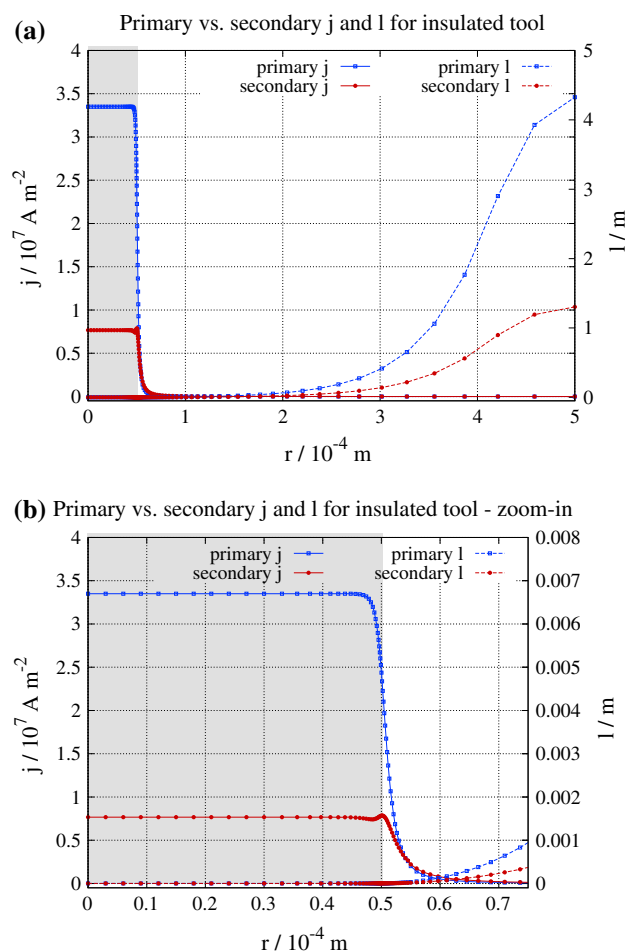 (a) Primary vs. secondary j and l for insulated tool
primary j primary l
secondary j secondary l
4 5
3.5
3 4
2.5 3
2
1.5 2
1 1
0.5
0 0
j / 10^7 A m^-2
l / m
0 1 2 3 4 5
r / 10^-4 m
(b) Primary vs. secondary j and l for insulated tool - zoom-in
primary j primary l
secondary j secondary l
4 0.008
3.5 0.007
3 0.006
2.5 0.005
2 0.004
1.5 0.003
1 0.002
0.5 0.001
0 0
j / 10^7 A m^-2
l / m
0 0.1 0.2 0.3 0.4 0.5 0.6 0.7
r / 10^-4 m